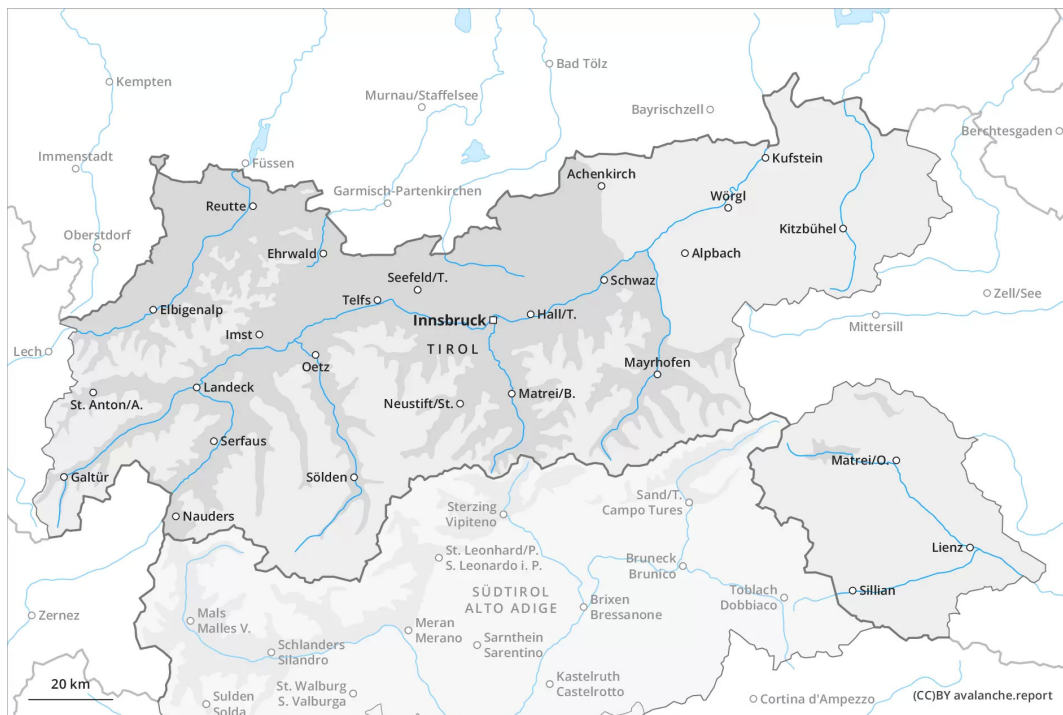 Kempten
Bad Tölz
Murnau/Staffelsee
Bayrischzell
Berchtesgaden
Immenstadt
Füssen
Kufstein
Achenkirch
Garmisch-Partenkirchen
Wörgl
Reutte
Kitzbühel
Oberstdorf
Ehrwald
Alpbach
Seefeld/T.
Schwaz
Zell/See
Telfs
Elbigenalp
Innsbruck
Hall/T.
Mittersill
Imst
TIROL
Lech
Oetz
Mayrhofen
Landeck
St. Anton/A.
Neustift/St.
Matrei/B.
Serfaus
Matrei/O.
Galtür
Sölden
Sand/T.
Campo Tures
Sterzing
Vipiteno
Nauders
Lienz
St. Leonhard/P.
S. Leonardo i. P.
Bruneck
Brunico
SÜDTIROL
ALTO ADIGE
Sillian
Toblach
Dobbiaco
Brixen
Bressanone
Zernez
Mals
Malles V.
Meran
Merano
Sarnthein
Sarentino
Schlanders
Silandro
20 km
St. Walburg
S. Valburga
Kastelruth
Castelrotto
Sulden
Solda
Cortina d'Ampezzo
(CC)BY avalanche.report